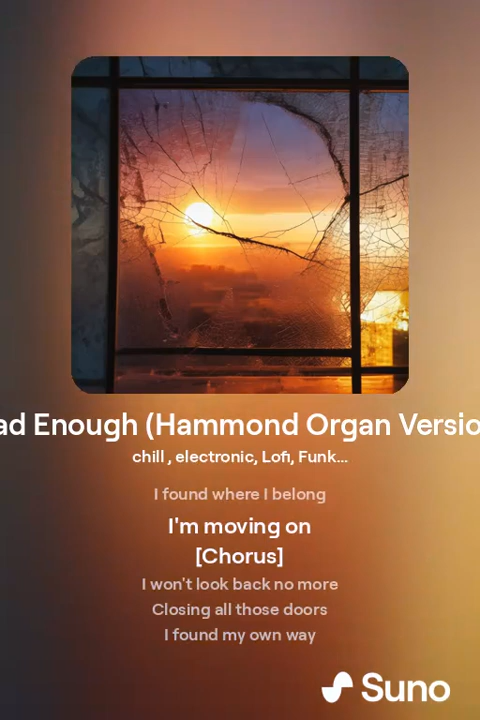 ad Enough (Hammond Organ Versio
chill , electronic, Lofi, Funk...
I found where I belong
I'm moving on
[Chorus]
I won't look back no more
Closing all those doors
I found my own way
Suno